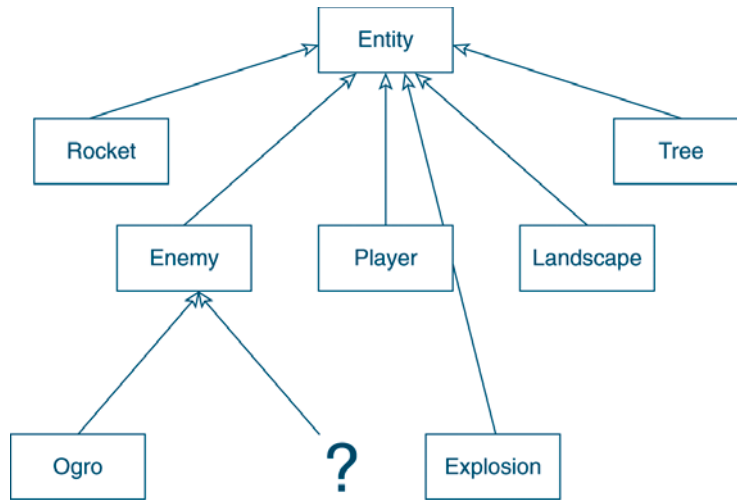 Entity
Rocket
Tree
Enemy
Player
Landscape
Ogro
?
Explosion